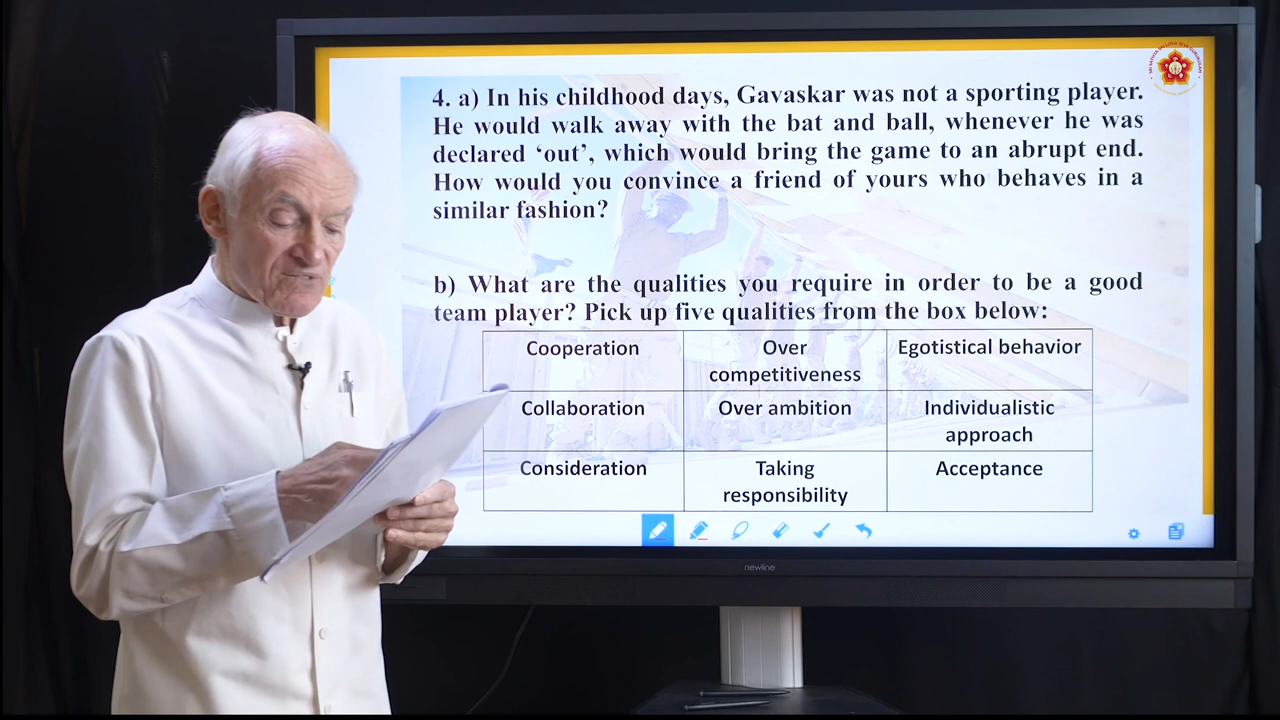 4. a) In his childhood days, Gavaskar was not a sporting player.
He would walk away with the bat and ball, whenever he was
declared ‘out’, which would bring the game to an abrupt end.
How would you convince a friend of yours who behaves in a
similar fashion?
b) What are the qualities you require in order to be a good
team player? Pick up five qualities from the box below:
Cooperation
Over
competitiveness
Egotistical behavior
Collaboration
Over ambition
Individualistic
approach
Consideration
Taking
responsibility
Acceptance
newline